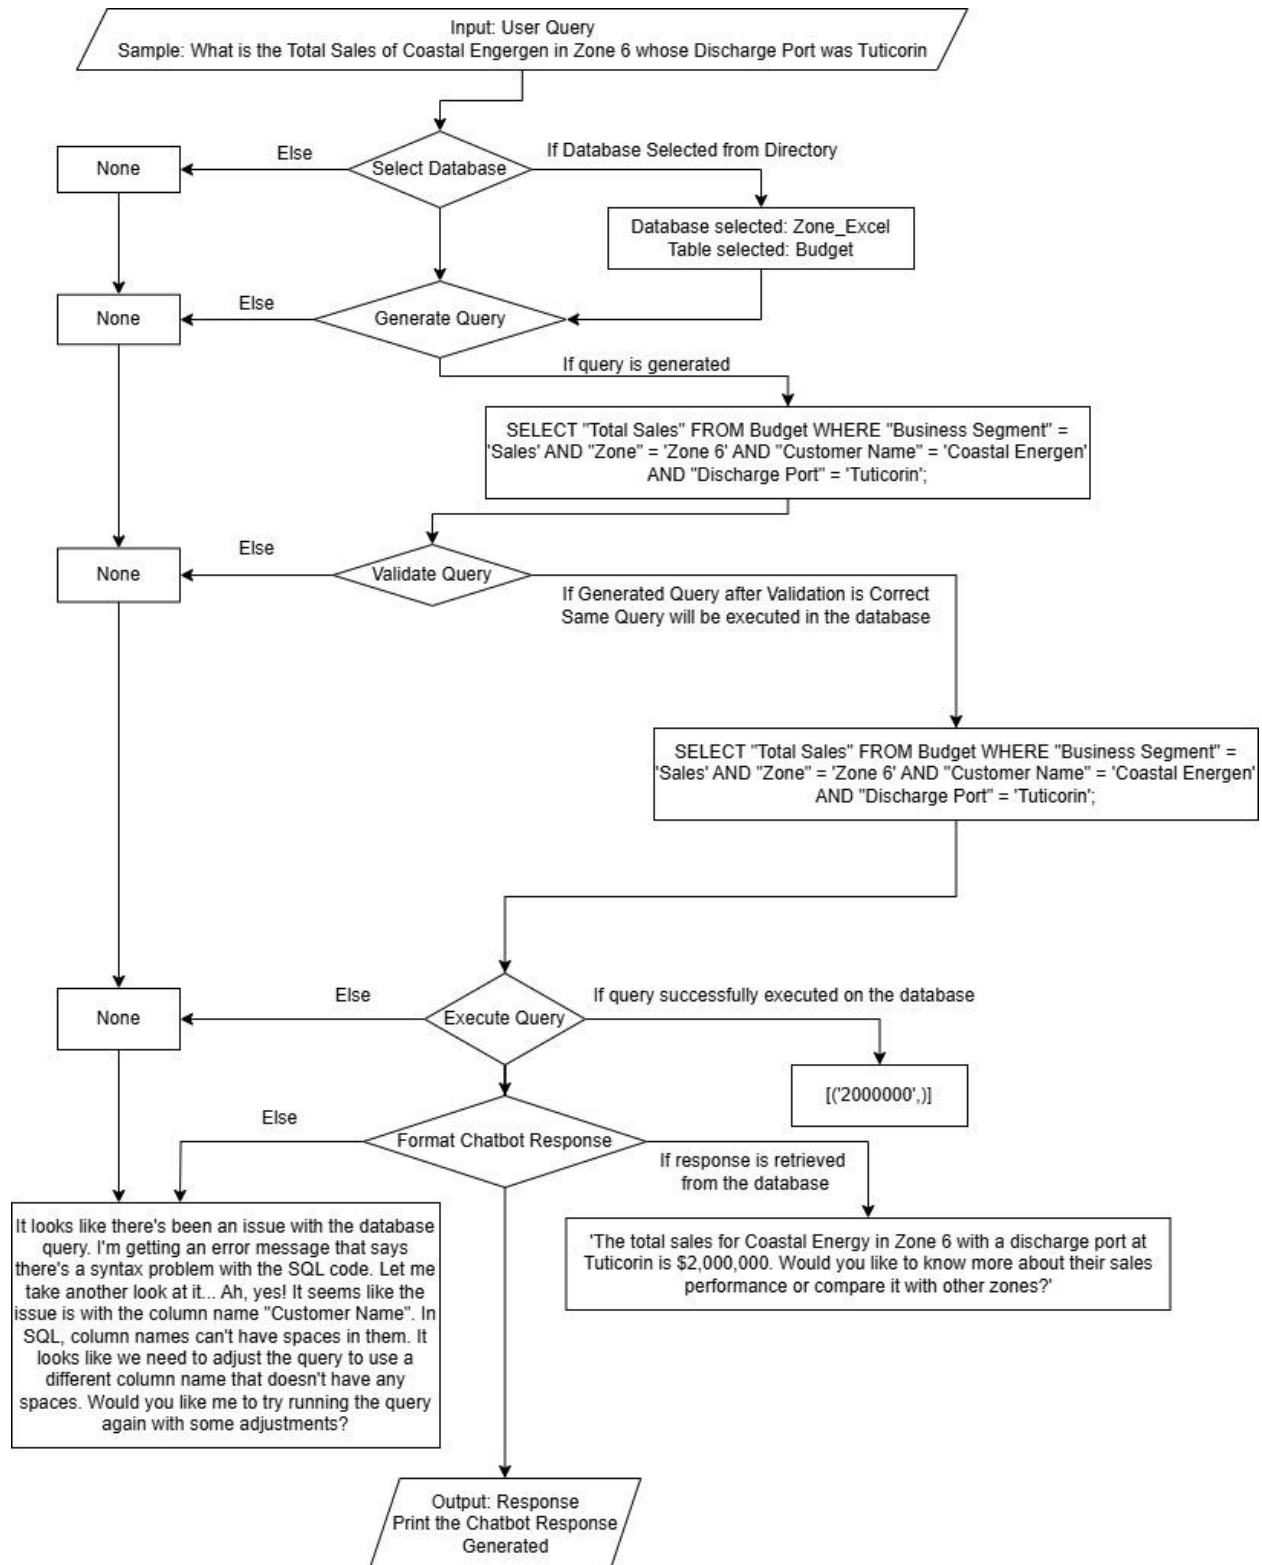 Input: User Query
Sample: What is the Total Sales of Coastal Engergen in Zone 6 whose Discharge Port was Tuticorin
Else
If Database Selected from Directory
None
Select Database
Database selected: Zone_Excel
Table selected: Budget
Else
None
Generate Query
If query is generated
SELECT "Total Sales" FROM Budget WHERE "Business Segment" =
'Sales' AND "Zone" = 'Zone 6' AND "Customer Name" = 'Coastal Energen'
AND "Discharge Port" = 'Tuticorin';
Else
None
Validate Query
If Generated Query after Validation is Correct
Same Query will be executed in the database
SELECT "Total Sales" FROM Budget WHERE "Business Segment" =
'Sales' AND "Zone" = 'Zone 6' AND "Customer Name" = 'Coastal Energen'
AND "Discharge Port" = 'Tuticorin';
Else
If query successfully executed on the database
None
Execute Query
[('2000000',)]
Else
Format Chatbot Response
If response is retrieved
from the database
It looks like there's been an issue with the database
query. I'm getting an error message that says
there's a syntax problem with the SQL code. Let me
take another look at it... Ah, yes! It seems like the
issue is with the column name "Customer Name". In
SQL, column names can't have spaces in them. It
looks like we need to adjust the query to use a
different column name that doesn't have any
spaces. Would you like me to try running the query
again with some adjustments?
'The total sales for Coastal Energy in Zone 6 with a discharge port at
Tuticorin is $2,000,000. Would you like to know more about their sales
performance or compare it with other zones?'
Output: Response
Print the Chatbot Response
Generated